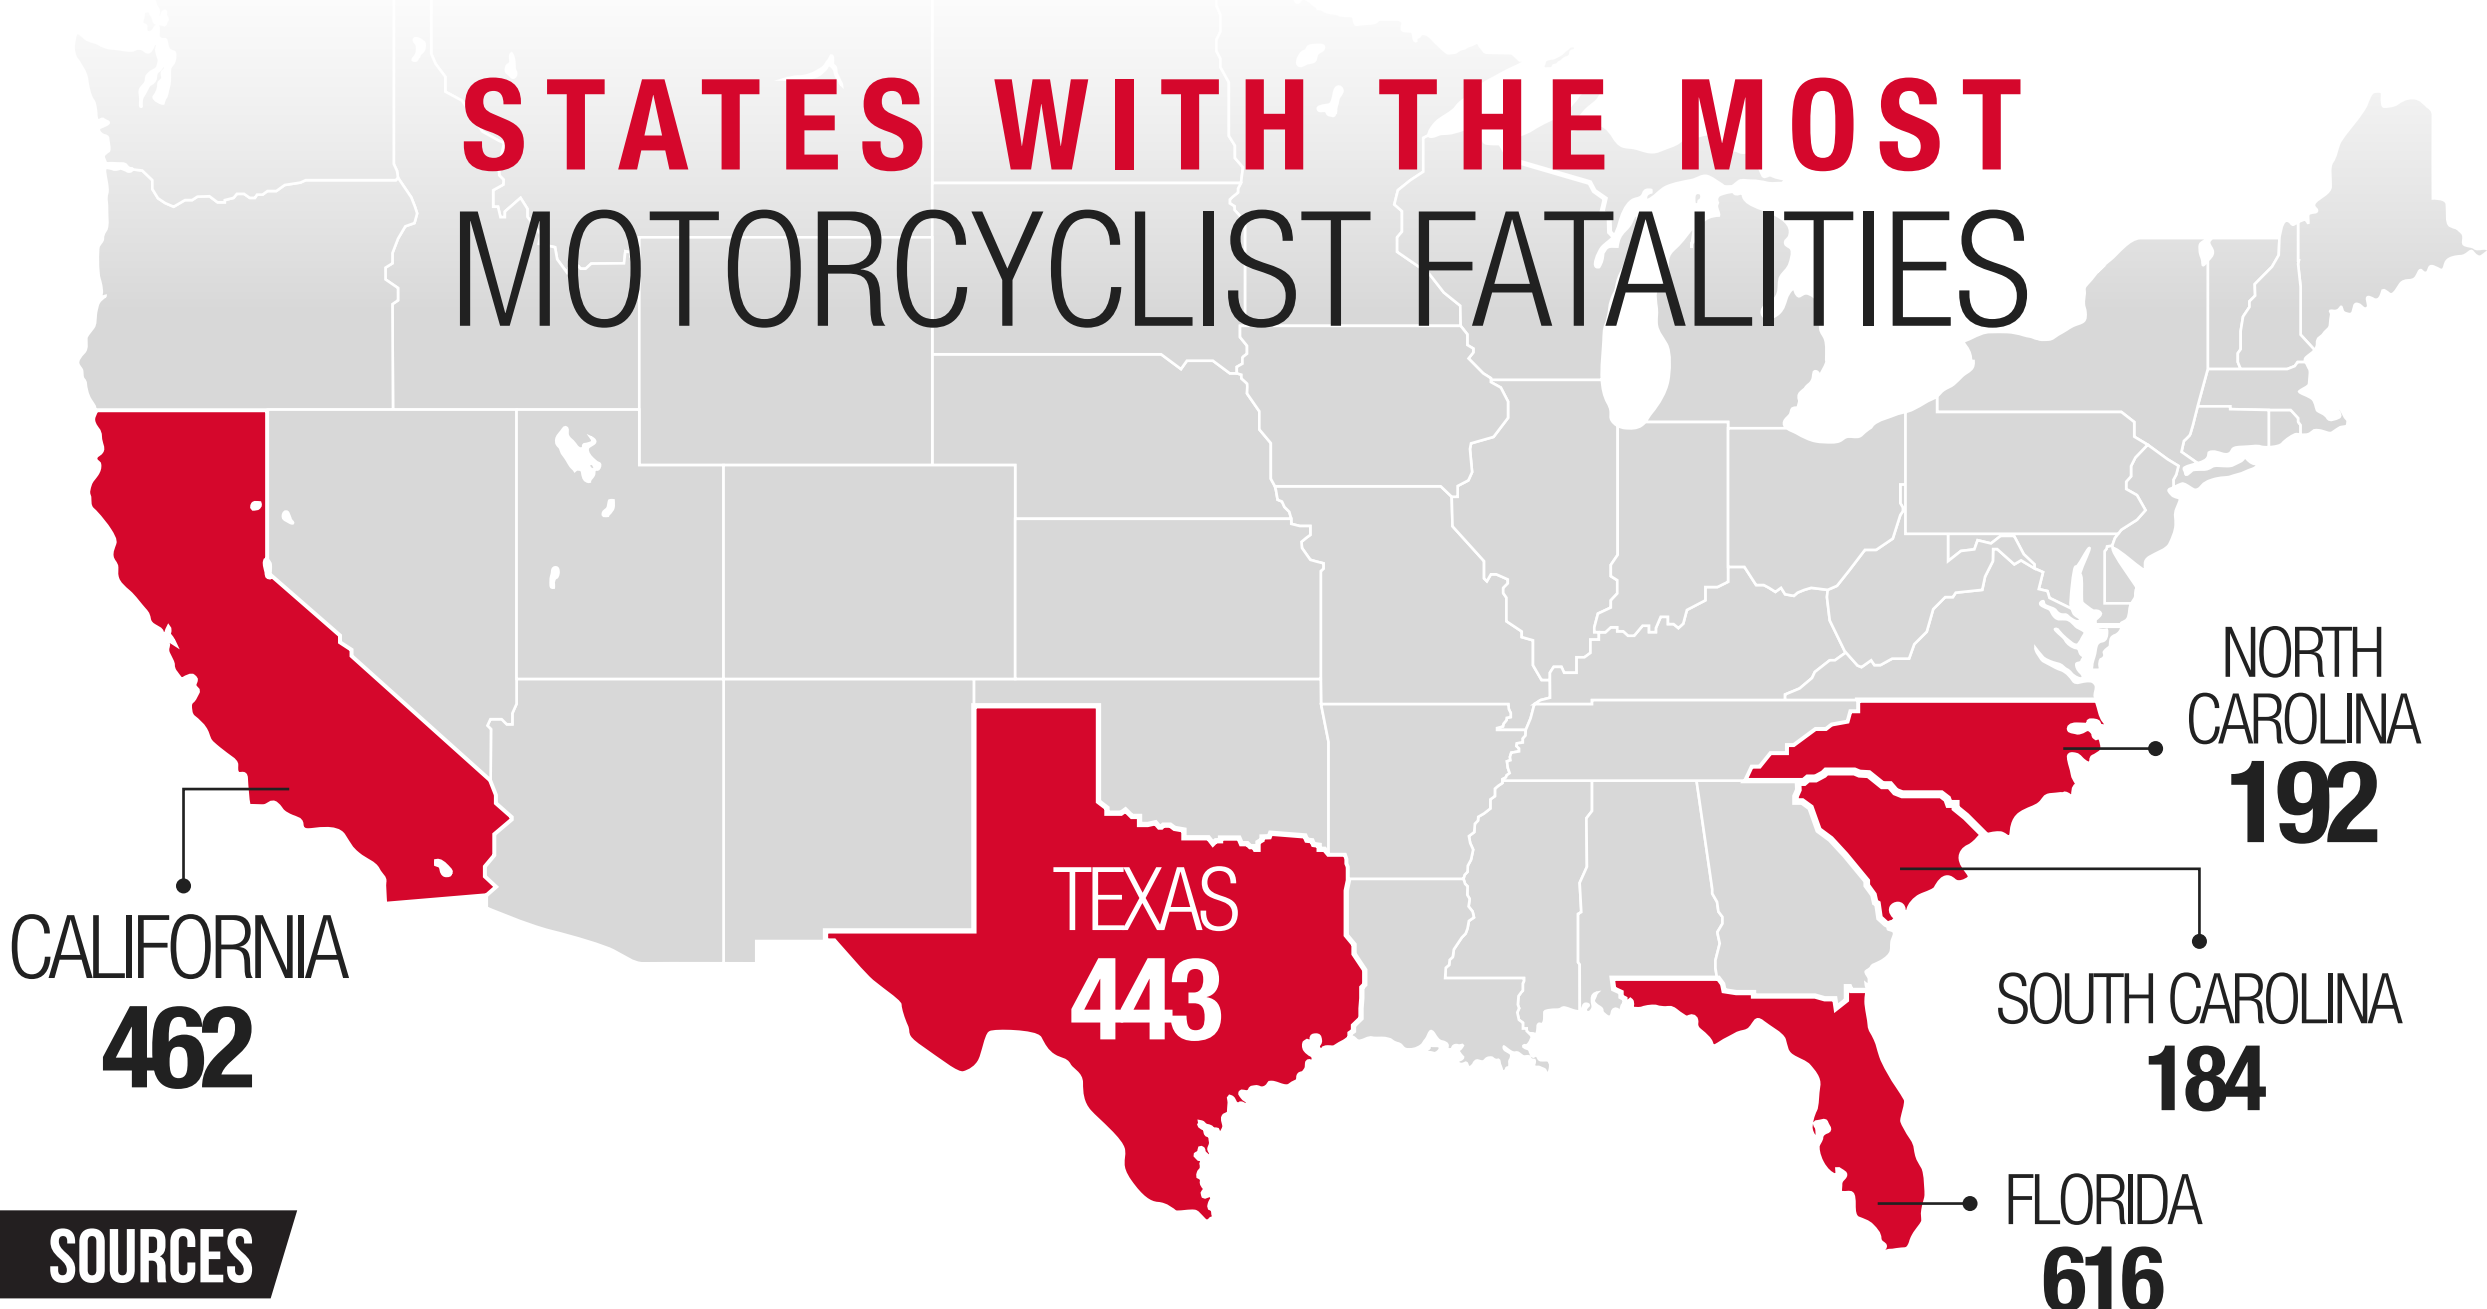 STATES WITH THE MOST
MOTORCYCLIST FATALITIES
NORTH
CAROLINA
192
TEXAS
443
CALIFORNIA
462
SOUTH CAROLINA
184
FLORIDA
616
SOURCES